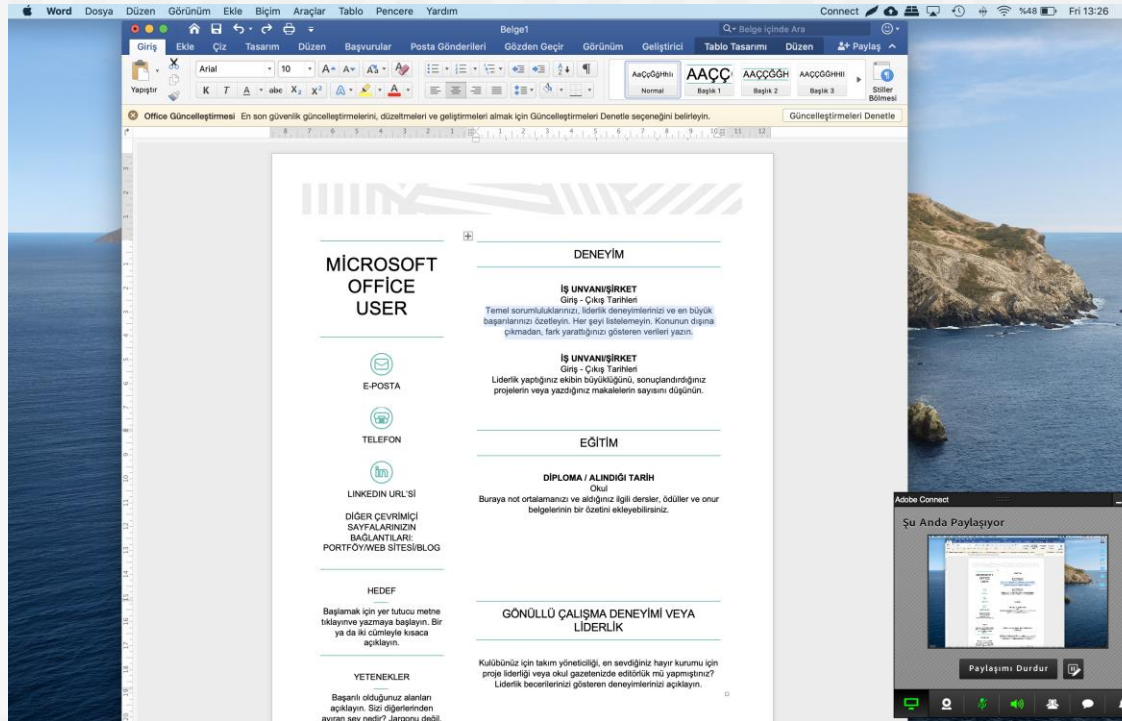 Word Dosya Düzen Görünüm Ekle Biçim Araçlar Tablo Pencere Yardım Connect %48 Fri 13:26
Belge1 Belge içinde Ara
Giriş Ekle Çiz Tasarım Düzen Başvurular Posta Gönderileri Gözden Geçir Görünüm Geliştirici Tablo Tasarımı Düzen Paylaş
Yapıştır
Arial 10
K T A abc X₂ X²
AaÇçĞğHhIı AAÇÇ AAÇÇĞĞH AAÇÇĞĞHII
Normal Başlık 1 Başlık 2 Başlık 3
Stiller
Bölmesi
Office Güncelleştirmesi En son güvenlik güncelleştirmelerini, düzeltmeleri ve geliştirmeleri almak için Güncelleştirmeleri Denetle seçeneğini belirleyin. Güncelleştirmeleri Denetle
MİCROSOFT
OFFİCE
USER
E-POSTA
TELEFON
in
LINKEDIN URL'Sİ
DİĞER ÇEVRİMİÇİ
SAYFALARINIZIN
BAĞLANTILARI:
PORTFÖY/WEB SİTESİ/BLOG
HEDEF
Başlamak için yer tutucu metne
tıklayınve yazmaya başlayın. Bir
ya da iki cümleyle kısaca
açıklayın.
YETENEKLER
Başarılı olduğunuz alanları
açıklayın. Sizi diğerlerinden
ayıran şey nedir? Jargonu değil,
DENEYİM
İŞ UNVANI/ŞİRKET
Giriş - Çıkış Tarihleri
Temel sorumluluklarınızı, liderlik deneyimlerinizi ve en büyük
başarılarınızı özetleyin. Her şeyi listelemeyin. Konunun dışına
çıkmadan, fark yarattığınızı gösteren verileri yazın.
İŞ UNVANI/ŞİRKET
Giriş - Çıkış Tarihleri
Liderlik yaptığınız ekibin büyüklüğünü, sonuçlandırdığınız
projelerin veya yazdığınız makalelerin sayısını düşünün.
EĞİTİM
DİPLOMA / ALINDIĞI TARİH
Okul
Buraya not ortalamanızı ve aldığınız ilgili dersler, ödüller ve onur
belgelerinin bir özetini ekleyebilirsiniz.
GÖNÜLLÜ ÇALIŞMA DENEYİMİ VEYA
LİDERLİK
Kulübünüz için takım yöneticiliği, en sevdiğiniz hayır kurumu için
proje liderliği veya okul gazetenizde editörlük mü yapmıştınız?
Liderlik becerilerinizi gösteren deneyimlerinizi açıklayın.
Adobe Connect
Şu Anda Paylaşıyor
Paylaşımı Durdur